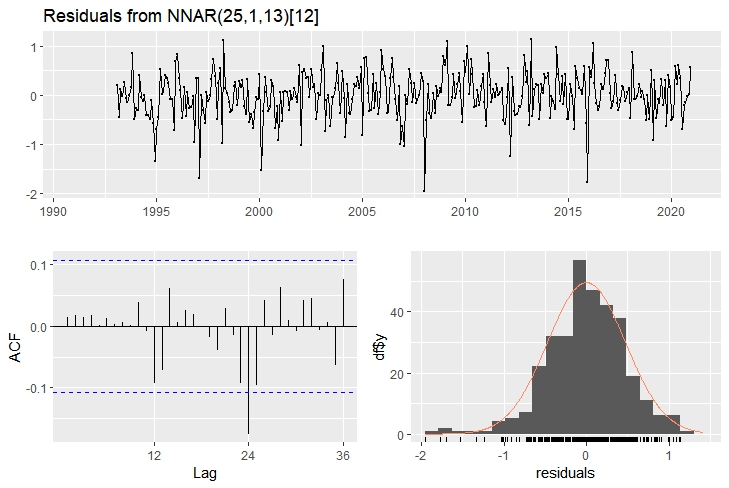 Residuals from NNAR(25,1,13)[12]
1
0
-1
-2
1990 1995 2000 2005 2010 2015 2020
0.1
0.0
-0.1
ACF
12 24 36
Lag
df$y
40
20
0
-2 -1 0 1
residuals